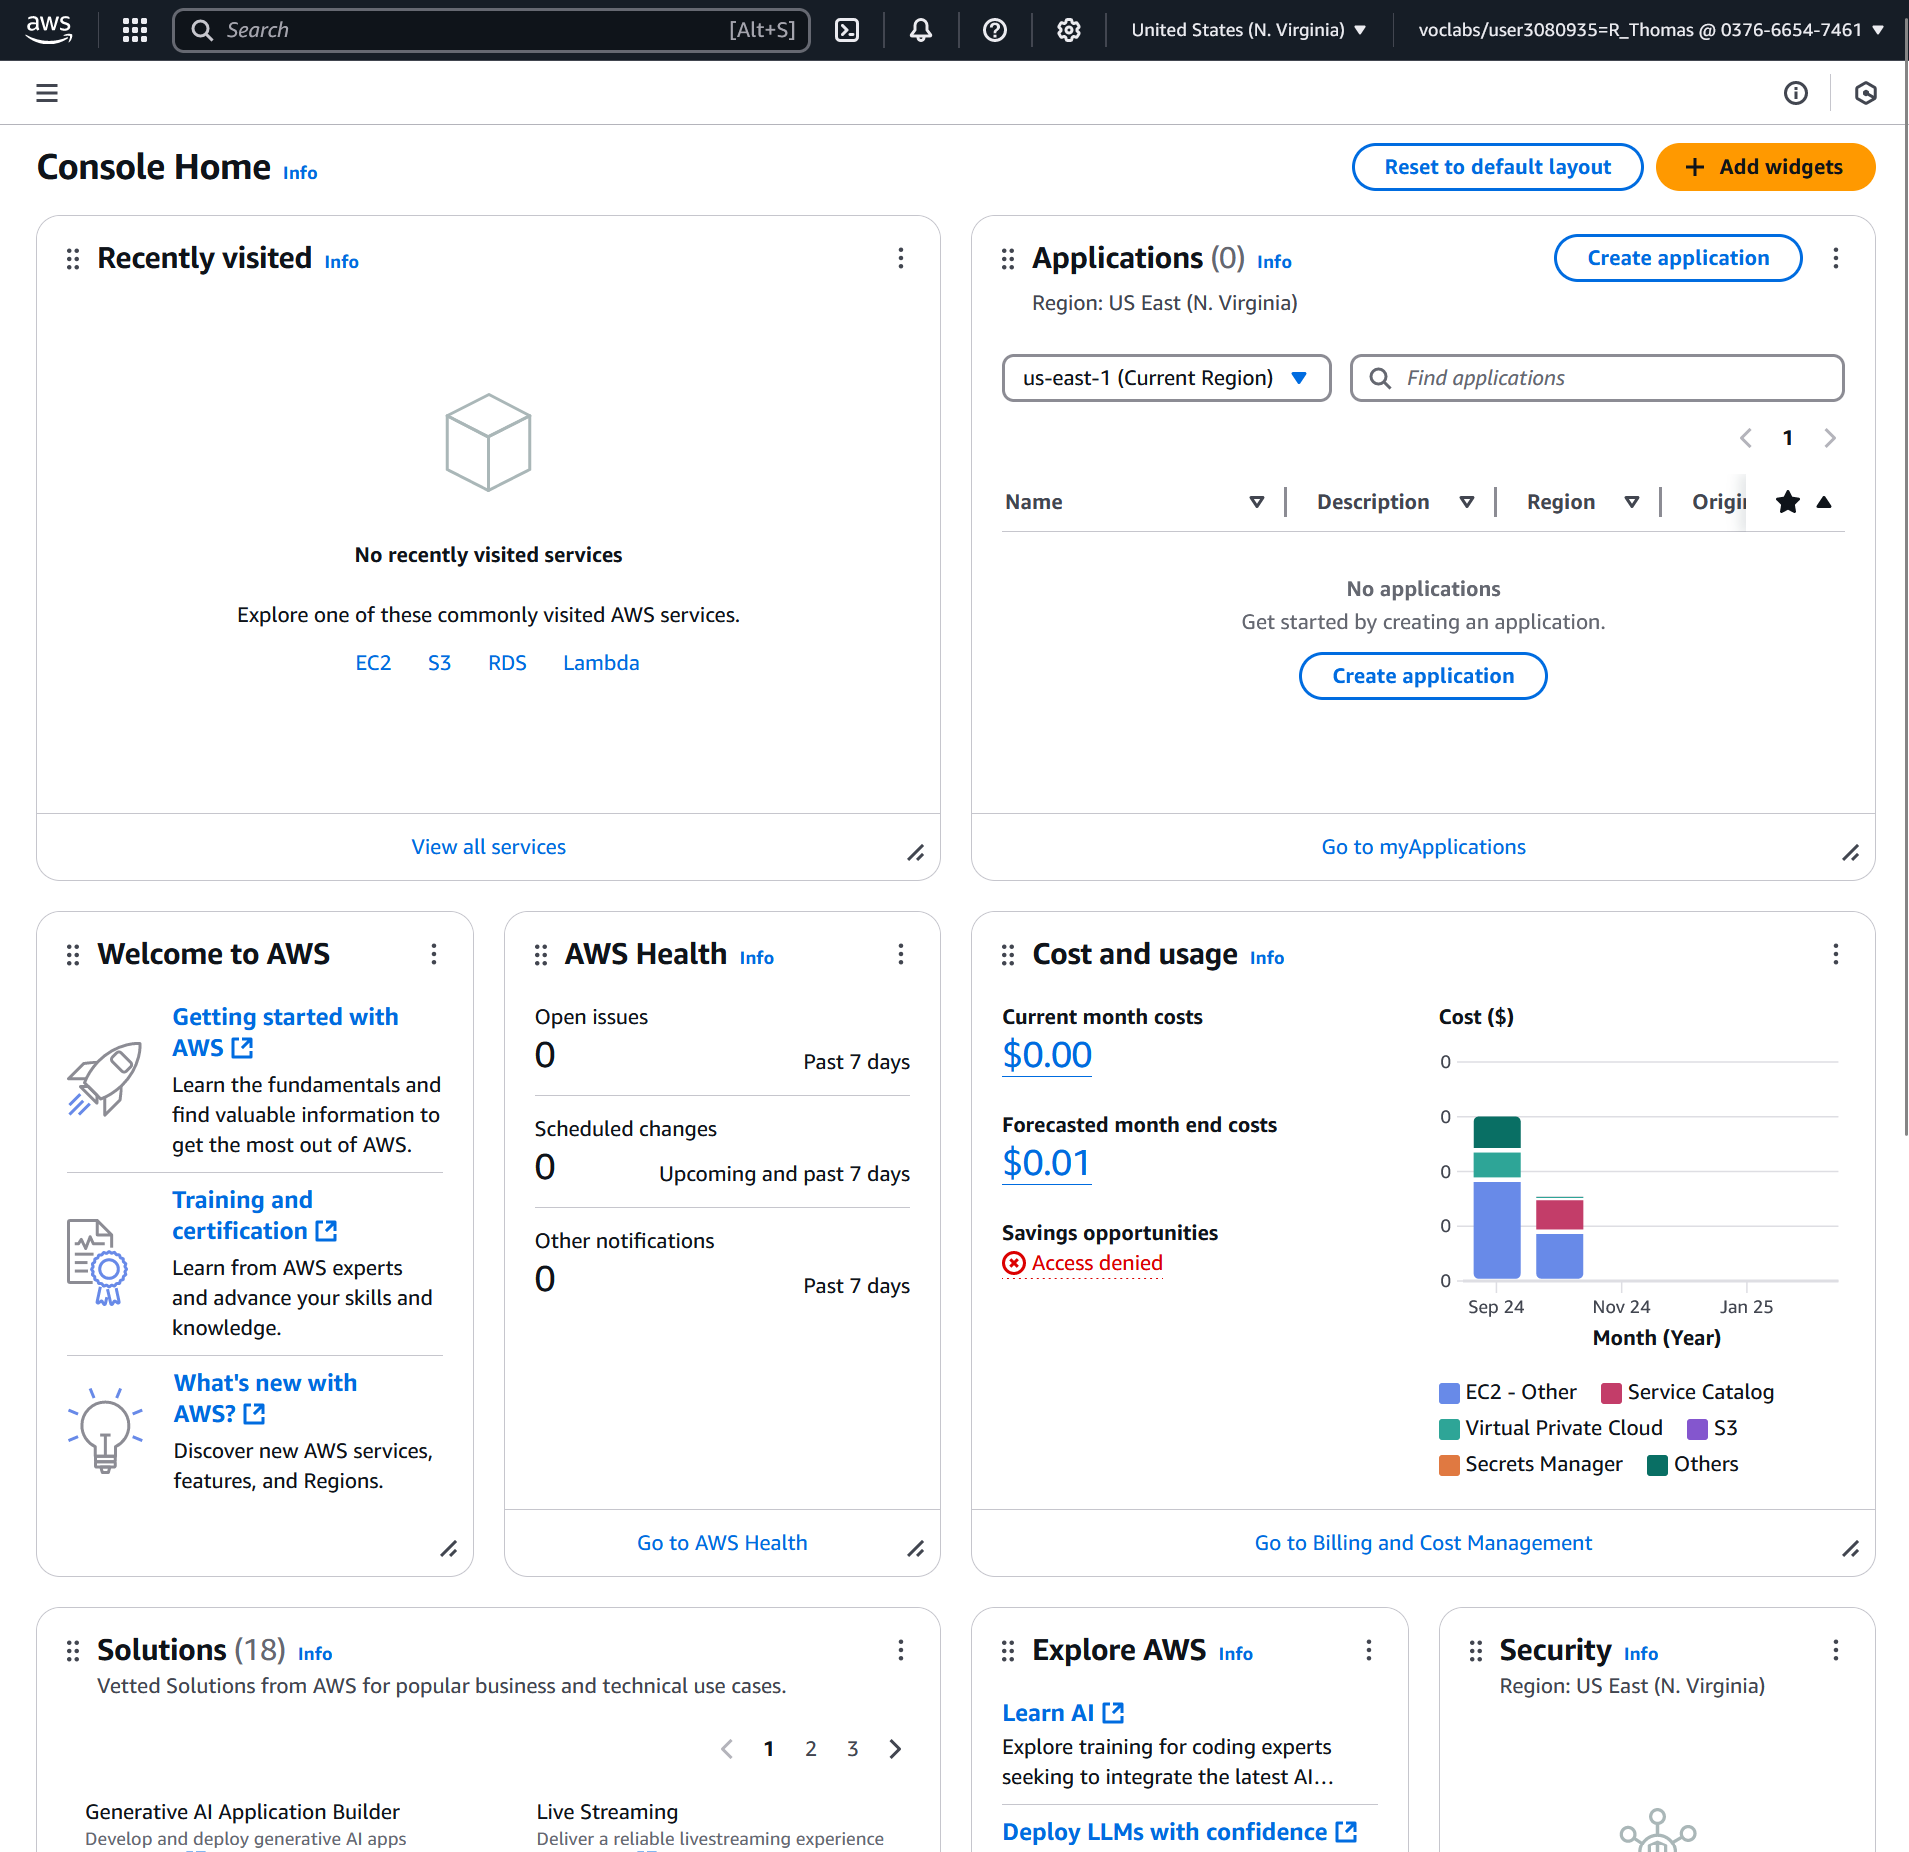 aws
Search [Alt+S]
United States (N. Virginia)
voclabs/user3080935=R_Thomas @ 0376-6654-7461
Console Home Info
Reset to default layout
Add widgets
Recently visited Info
No recently visited services
Explore one of these commonly visited AWS services.
EC2 S3 RDS Lambda
View all services
Applications (0) Info
Create application
Region: US East (N. Virginia)
us-east-1 (Current Region)
Find applications
1
Name Description Region Origi
No applications
Get started by creating an application.
Create application
Go to myApplications
Welcome to AWS
Getting started with
AWS
Learn the fundamentals and
find valuable information to
get the most out of AWS.
Training and
certification
Learn from AWS experts
and advance your skills and
knowledge.
What's new with
AWS?
Discover new AWS services,
features, and Regions.
AWS Health Info
Open issues
0 Past 7 days
Scheduled changes
0 Upcoming and past 7 days
Other notifications
0 Past 7 days
Go to AWS Health
Cost and usage Info
Current month costs
$0.00
Forecasted month end costs
$0.01
Savings opportunities
Access denied
Cost ($)
0
0
0
0
0
Sep 24 Nov 24 Jan 25
Month (Year)
EC2 - Other Service Catalog
Virtual Private Cloud S3
Secrets Manager Others
Go to Billing and Cost Management
Solutions (18) Info
Vetted Solutions from AWS for popular business and technical use cases.
1 2 3
Generative AI Application Builder
Develop and deploy generative AI apps
Live Streaming
Deliver a reliable livestreaming experience
Explore AWS Info
Learn AI
Explore training for coding experts
seeking to integrate the latest AI…
Deploy LLMs with confidence
Security Info
Region: US East (N. Virginia)